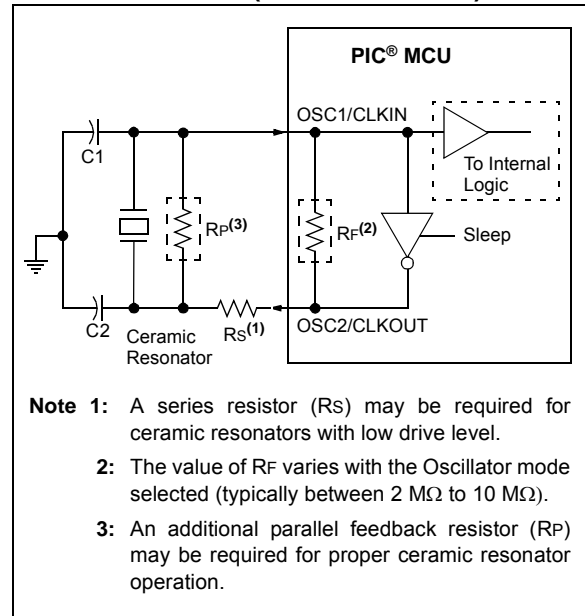 PIC® MCU
OSC1/CLKIN
C1
To Internal
Logic
RP(3)
RF(2)
Sleep
C2
Ceramic
Resonator
RS(1)
OSC2/CLKOUT
Note 1: A series resistor (RS) may be required for
ceramic resonators with low drive level.
2: The value of RF varies with the Oscillator mode
selected (typically between 2 MΩ to 10 MΩ).
3: An additional parallel feedback resistor (RP)
may be required for proper ceramic resonator
operation.